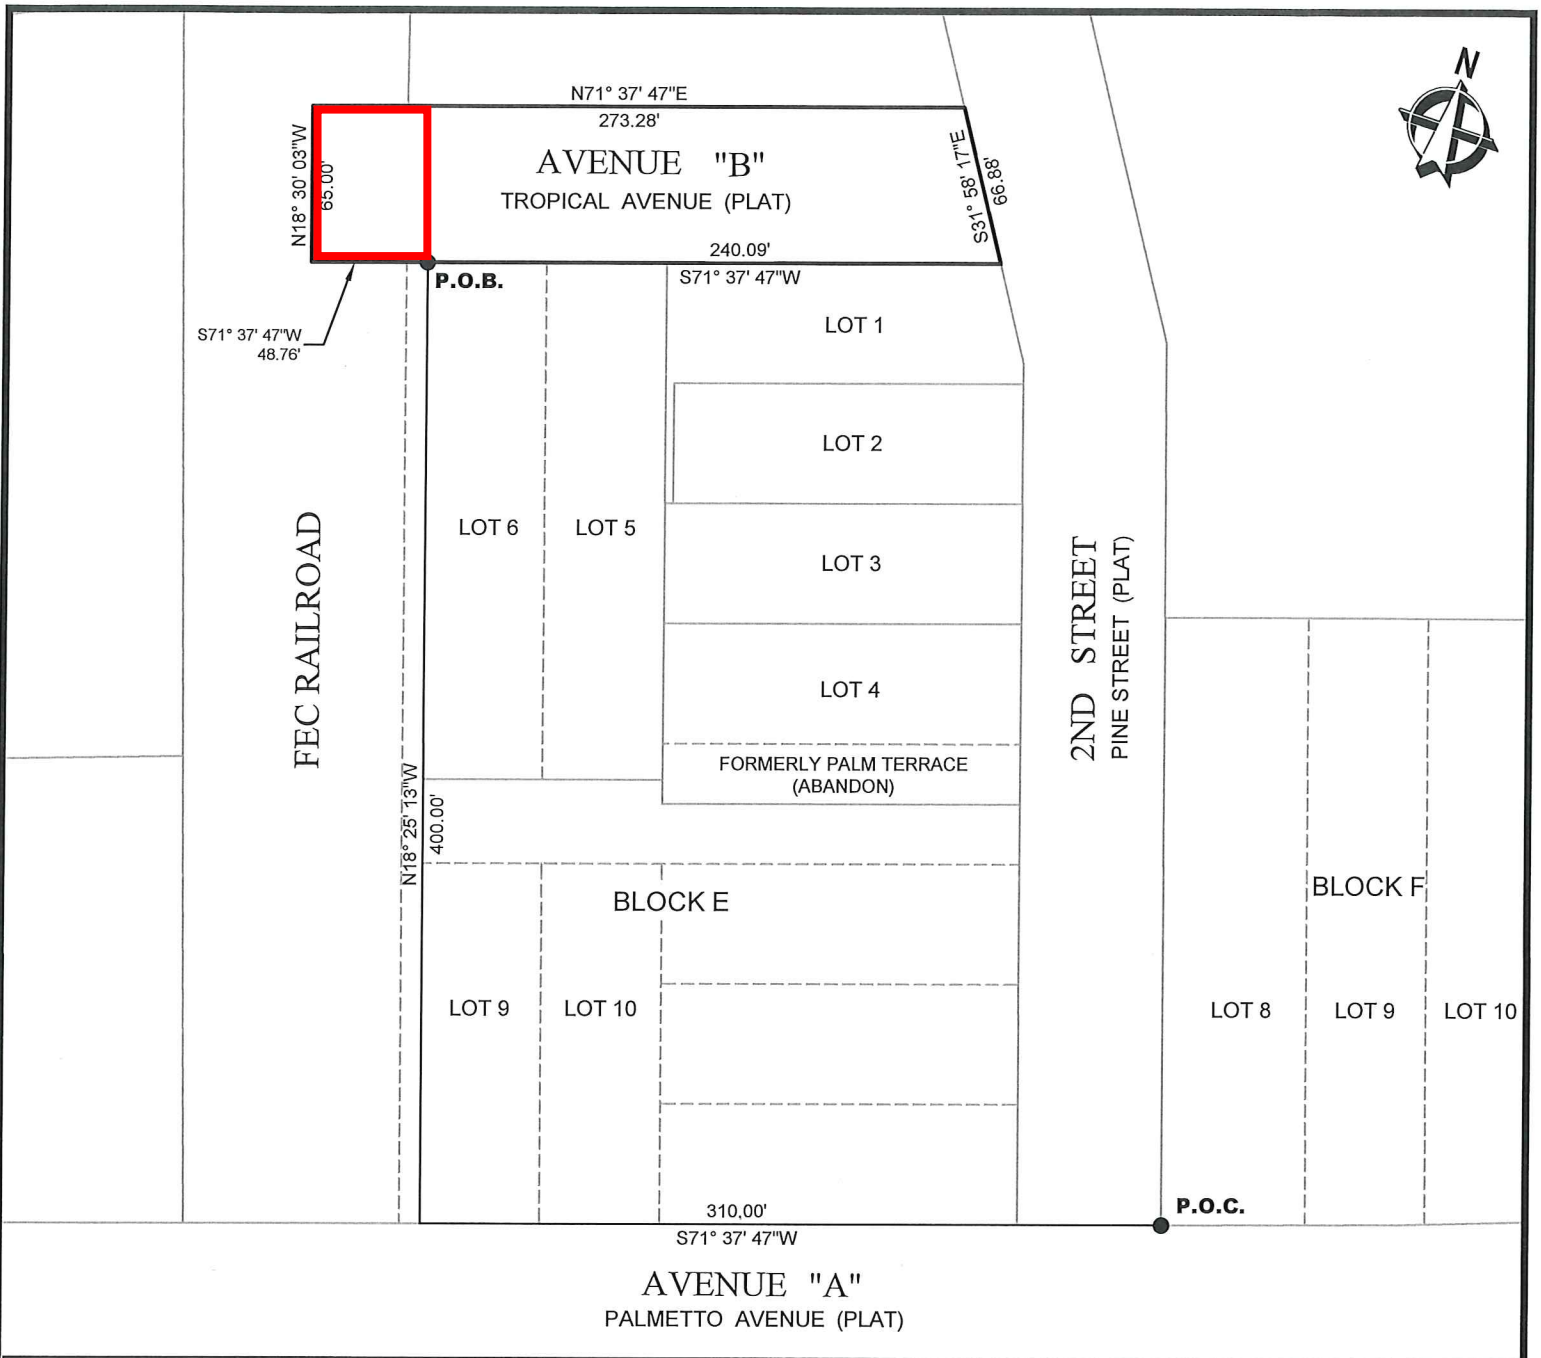 N
N71° 37' 47"E
273.28'
AVENUE "B"
TROPICAL AVENUE (PLAT)
N18° 30' 03"W
65.00'
S31° 58' 17"E
66.88'
240.09'
S71° 37' 47"W
P.O.B.
S71° 37' 47"W
48.76'
LOT 1
LOT 2
LOT 6
LOT 5
LOT 3
LOT 4
FEC RAILROAD
2ND STREET
PINE STREET (PLAT)
FORMERLY PALM TERRACE
(ABANDON)
N18° 25' 13"W
400.00'
BLOCK E
BLOCK F
LOT 9
LOT 10
LOT 8
LOT 9
LOT 10
310,00'
S71° 37' 47"W
P.O.C.
AVENUE "A"
PALMETTO AVENUE (PLAT)